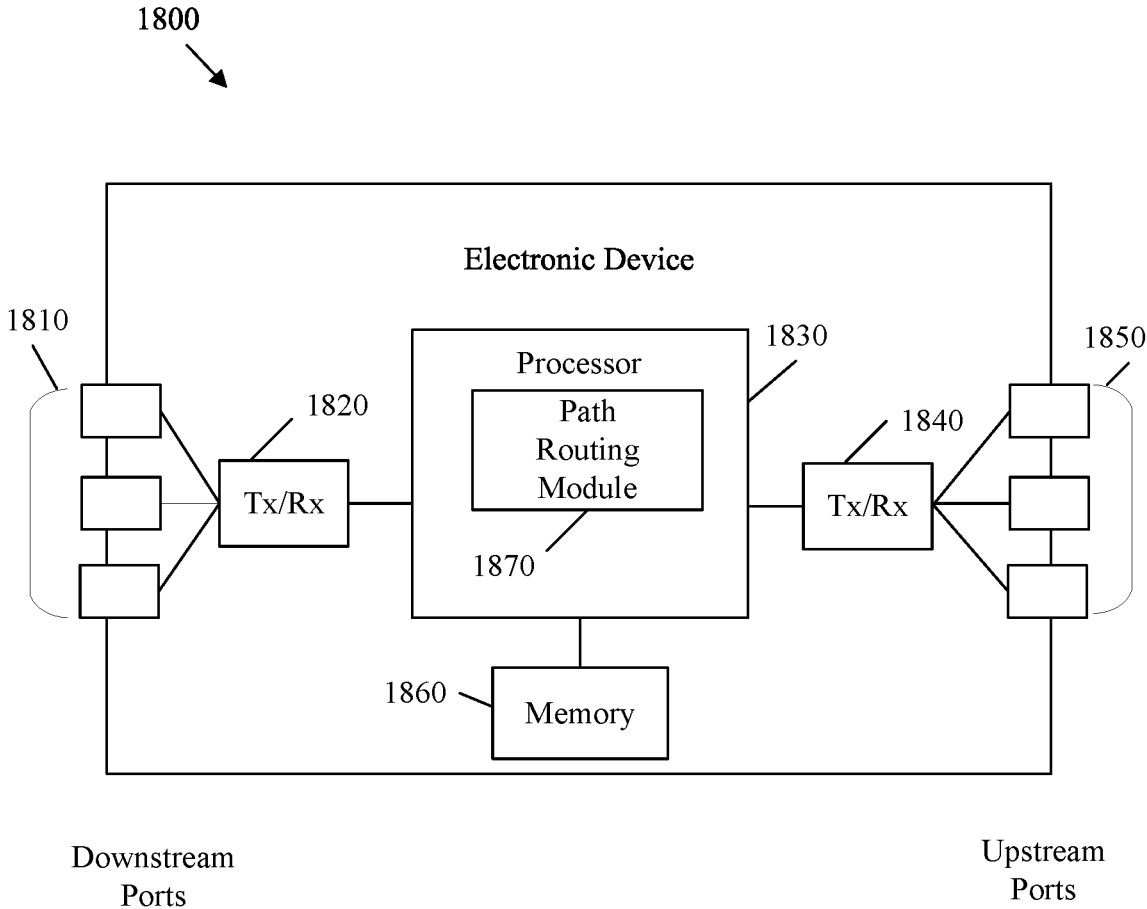 1800
Electronic Device
1810
1830
1850
Processor
1820
Path
Routing
Module
1840
Tx/Rx
Tx/Rx
1870
1860
Memory
Downstream
Ports
Upstream
Ports